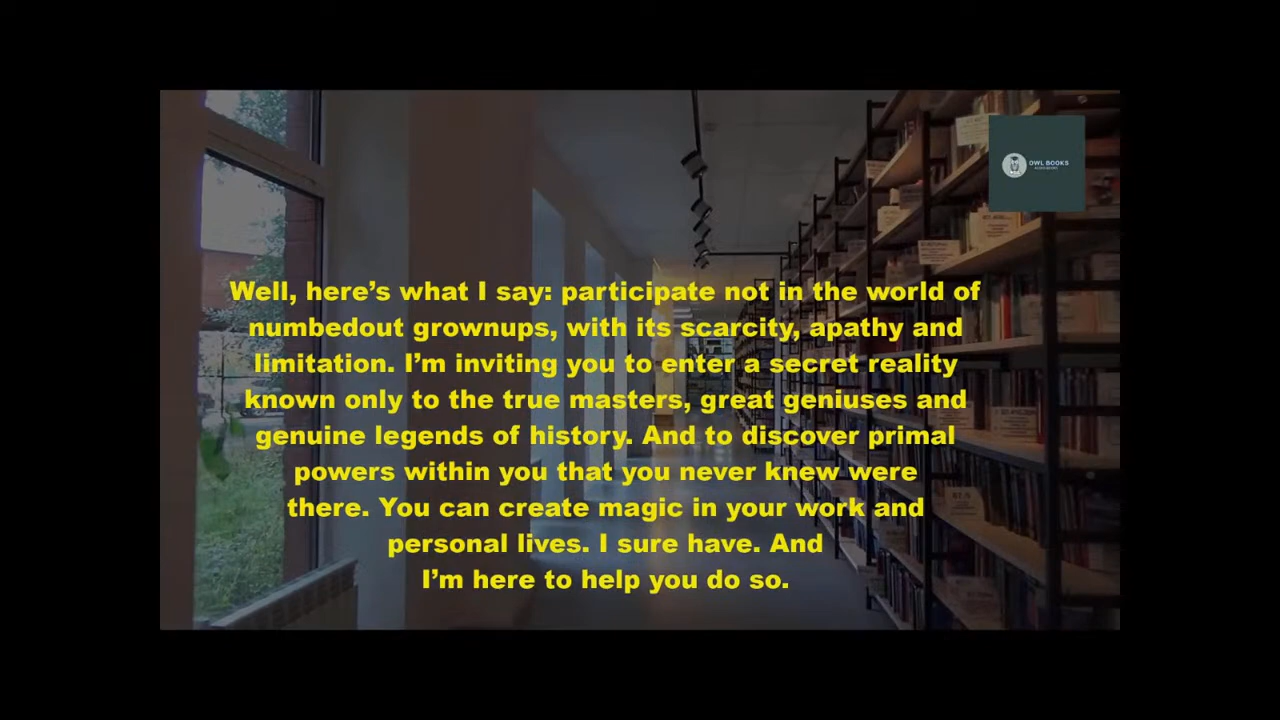 OWL BOOKS
Well, here's what I say: participate not in the world of
numbedout grownups, with its scarcity, apathy and
limitation. I'm inviting you to enter a secret reality
known only to the true masters, great geniuses and
genuine legends of history. And to discover primal
powers within you that you never knew were
there. You can create magic in your work and
personal lives. I sure have. And
I'm here to help you do so.